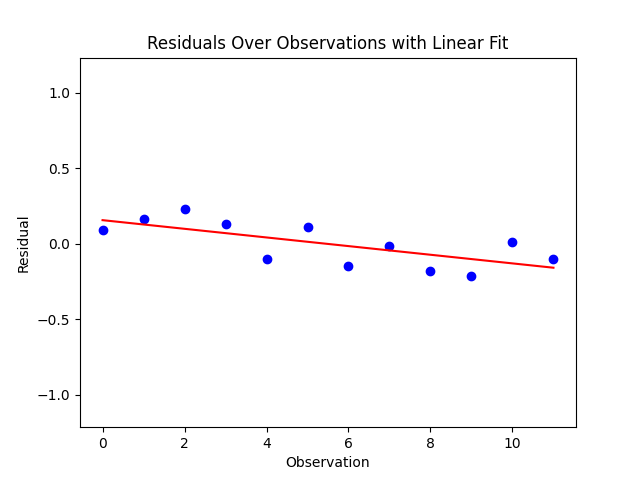 Residuals Over Observations with Linear Fit
1.0
0.5
0.0
−0.5
−1.0
Residual
0 2 4 6 8 10
Observation